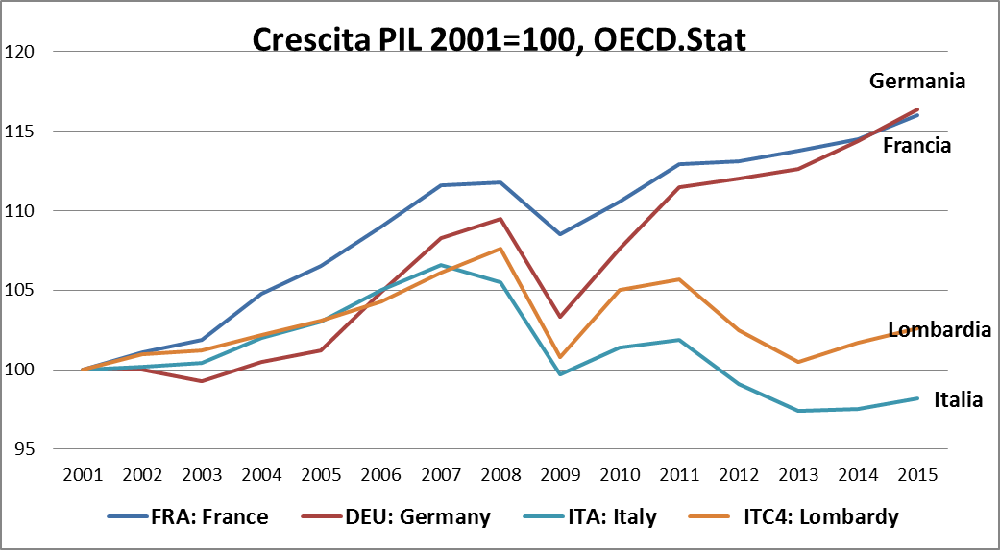 Crescita PIL 2001=100, OECD.Stat
120
115
110
105
100
95
Germania
Francia
Lombardia
Italia
2001 2002 2003 2004 2005 2006 2007 2008 2009 2010 2011 2012 2013 2014 2015
FRA: France DEU: Germany ITA: Italy ITC4: Lombardy